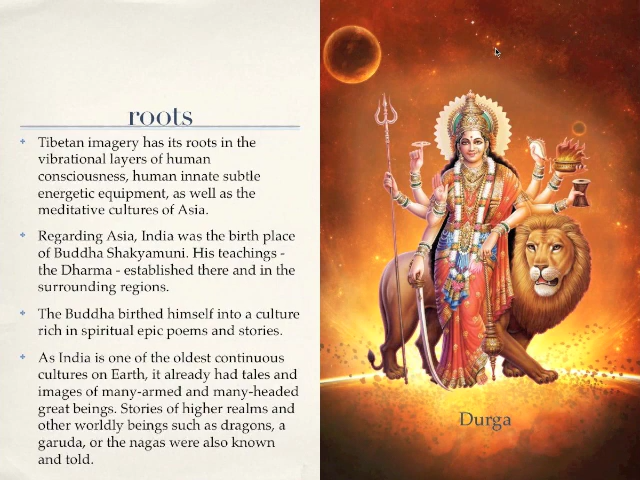 roots
Tibetan imagery has its roots in the
vibrational layers of human
consciousness, human innate subtle
energetic equipment, as well as the
meditative cultures of Asia.
Regarding Asia, India was the birth place
of Buddha Shakyamuni. His teachings -
the Dharma - established there and in the
surrounding regions.
The Buddha birthed himself into a culture
rich in spiritual epic poems and stories.
As India is one of the oldest continuous
cultures on Earth, it already had tales and
images of many-armed and many-headed
great beings. Stories of higher realms and
other worldly beings such as dragons, a
garuda, or the nagas were also known
and told.
Durga